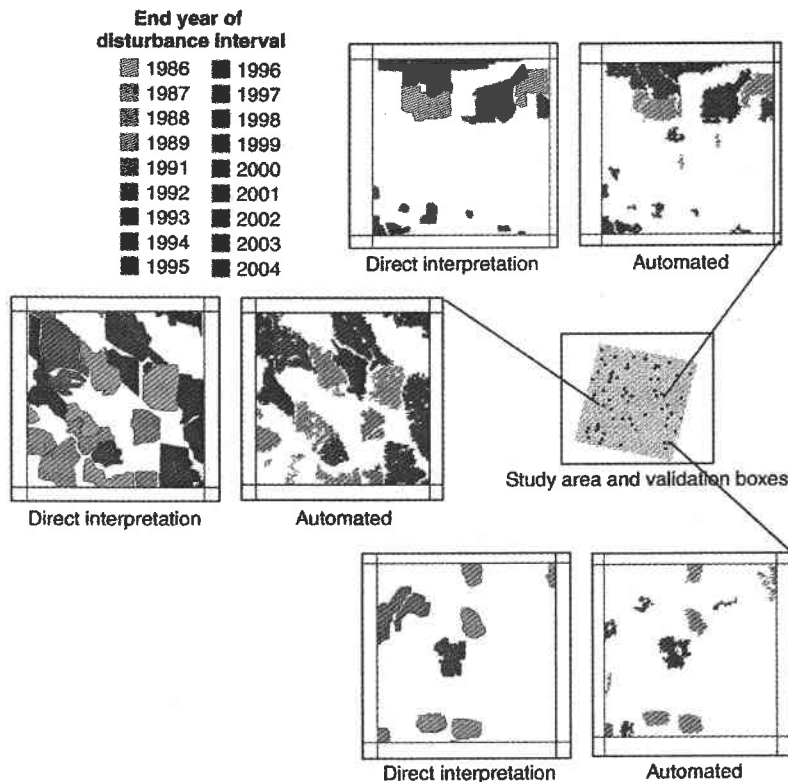 End year of
disturbance interval
1986 1996
1987 1997
1988 1998
1989 1999
1991 2000
1992 2001
1993 2002
1994 2003
1995 2004
Direct interpretation Automated
Direct interpretation Automated
Study area and validation boxes
Direct interpretation Automated